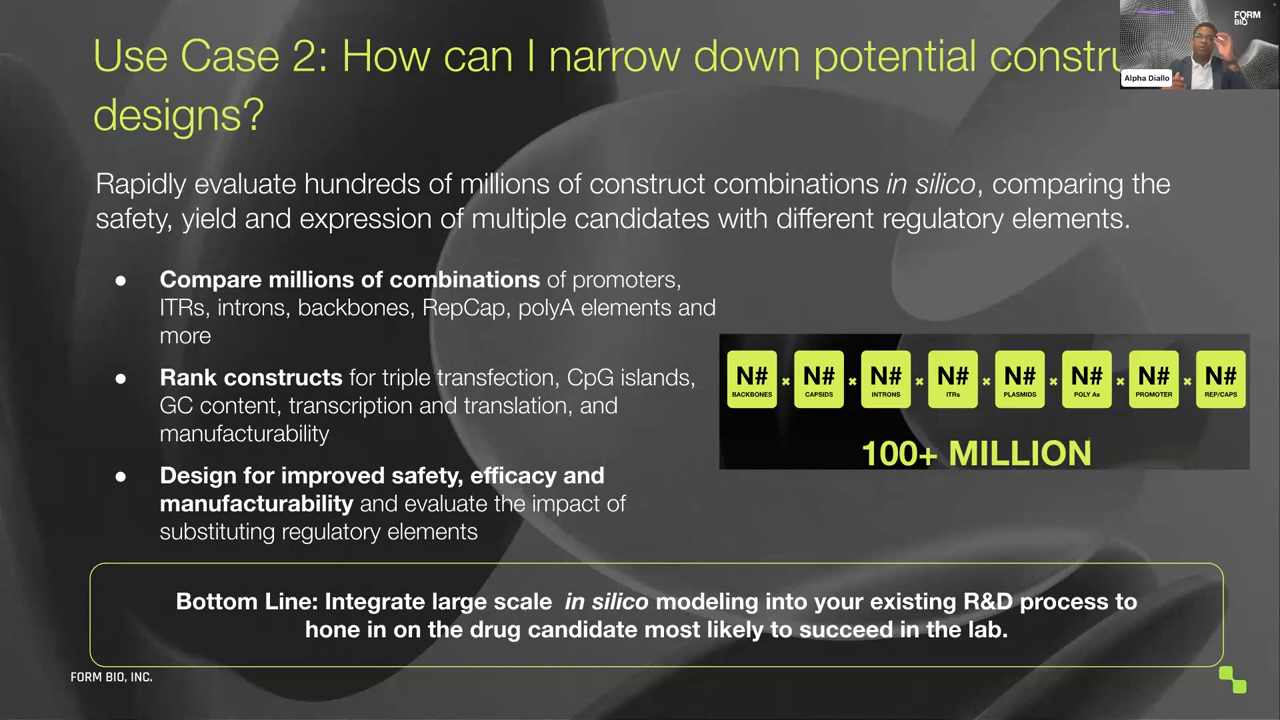 Use Case 2: How can I narrow down potential constru
designs?
FORM
BIO
Alpha Diallo
Rapidly evaluate hundreds of millions of construct combinations in silico, comparing the
safety, yield and expression of multiple candidates with different regulatory elements.
● Compare millions of combinations of promoters,
ITRs, introns, backbones, RepCap, polyA elements and
more
● Rank constructs for triple transfection, CpG islands,
GC content, transcription and translation, and
manufacturability
● Design for improved safety, efficacy and
manufacturability and evaluate the impact of
substituting regulatory elements
N# × N# × N# × N# × N# × N# × N# × N#
BACKBONES CAPSIDS INTRONS ITRs PLASMIDS POLY As PROMOTER REP/CAPS
100+ MILLION
Bottom Line: Integrate large scale in silico modeling into your existing R&D process to
hone in on the drug candidate most likely to succeed in the lab.
FORM BIO, INC.